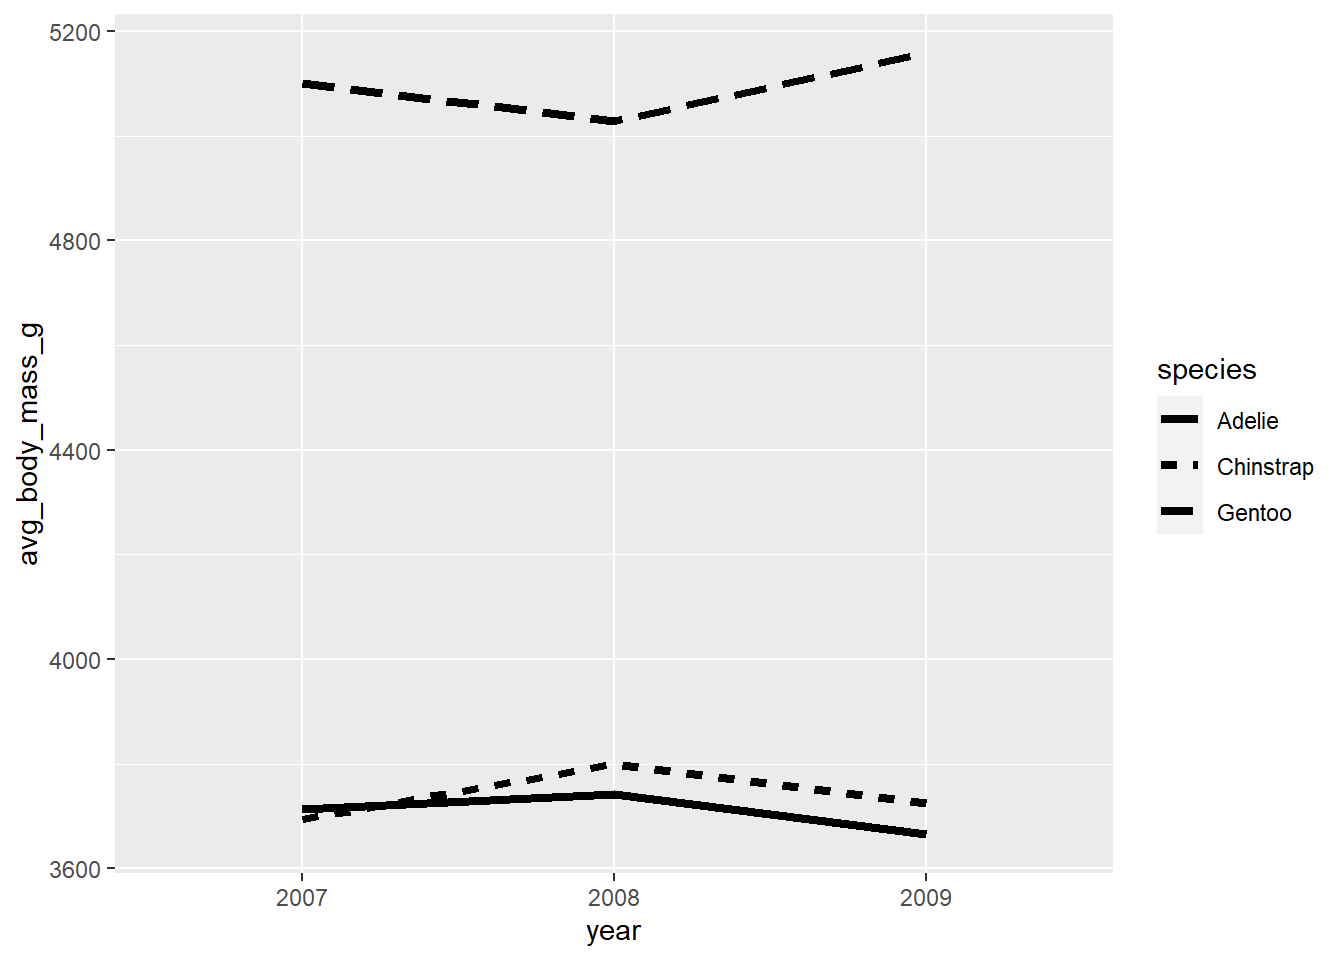 5200
4800
4400
4000
3600
avg_body_mass_g
2007 2008 2009
year
species
Adelie
Chinstrap
Gentoo